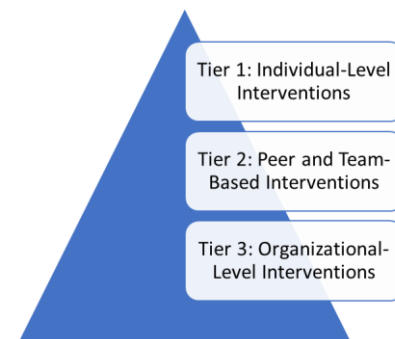 Tier 1: Individual-Level
Interventions
Tier 2: Peer and Team-
Based Interventions
Tier 3: Organizational-
Level Interventions